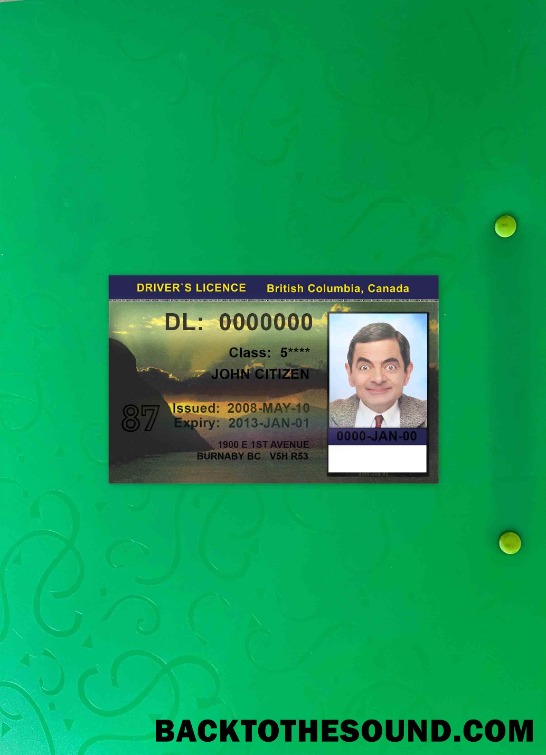 DRIVER`S LICENCE British Columbia, Canada
DL: 0000000
Class: 5****
JOHN CITIZEN
87
Issued: 2008-MAY-10
Expiry: 2013-JAN-01
1900 E 1ST AVENUE
BURNABY BC V5H R53
0000-JAN-00
BACKTOTHESOUND.COM